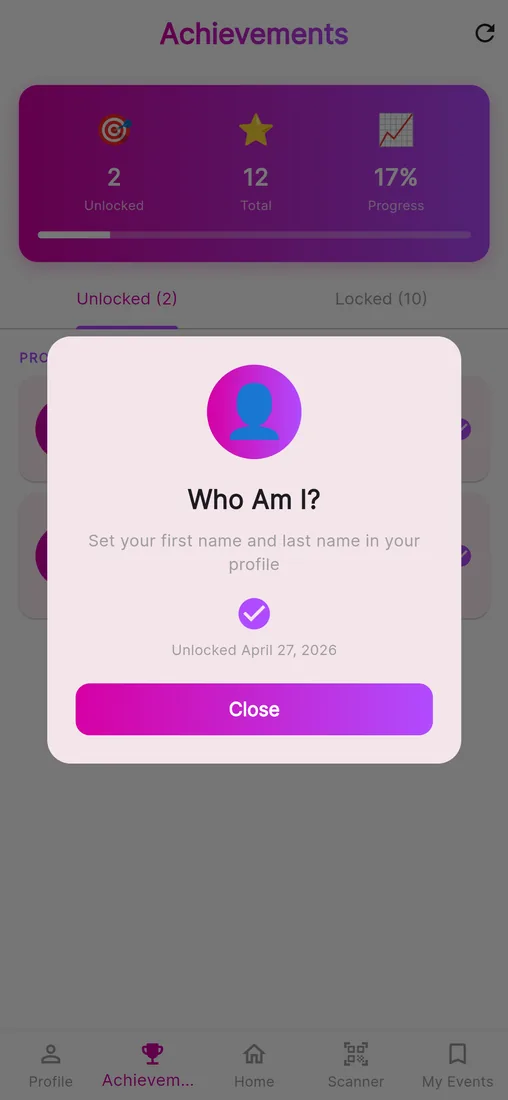 Achievements
2
12
17%
Unlocked
Total
Progress
Unlocked (2)
Locked (10)
PRO
Who Am I?
Set your first name and last name in your
profile
Unlocked April 27, 2026
Close
Profile
Achievem...
Home
Scanner
My Events